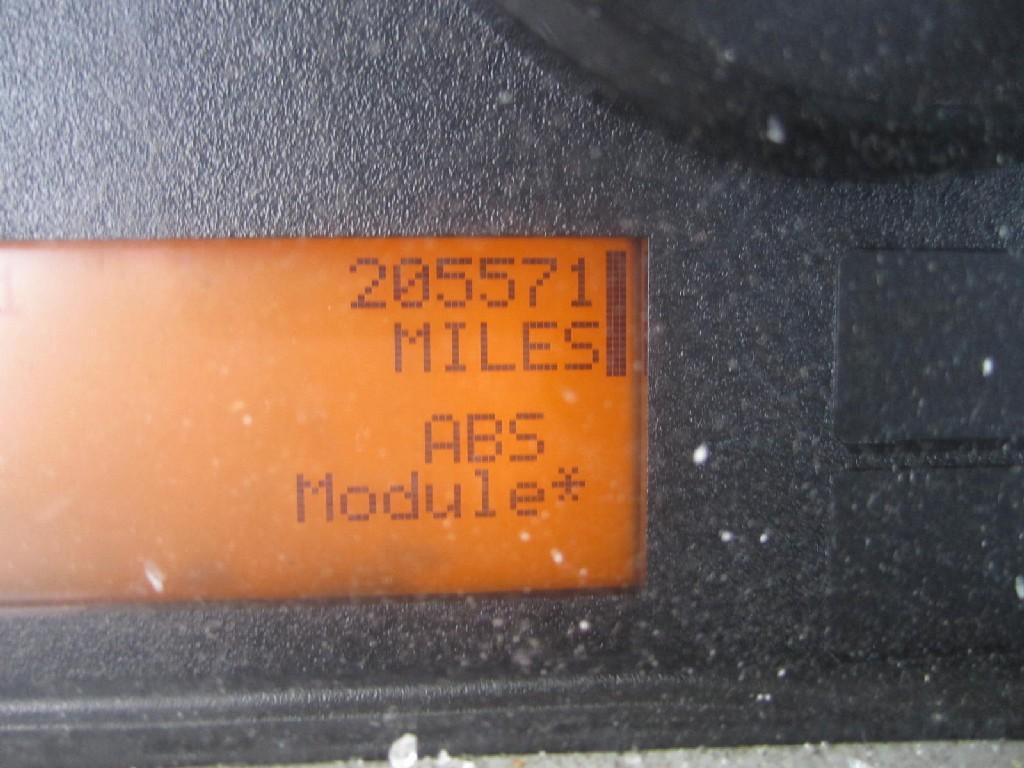 205571
MILES
ABS
Module*